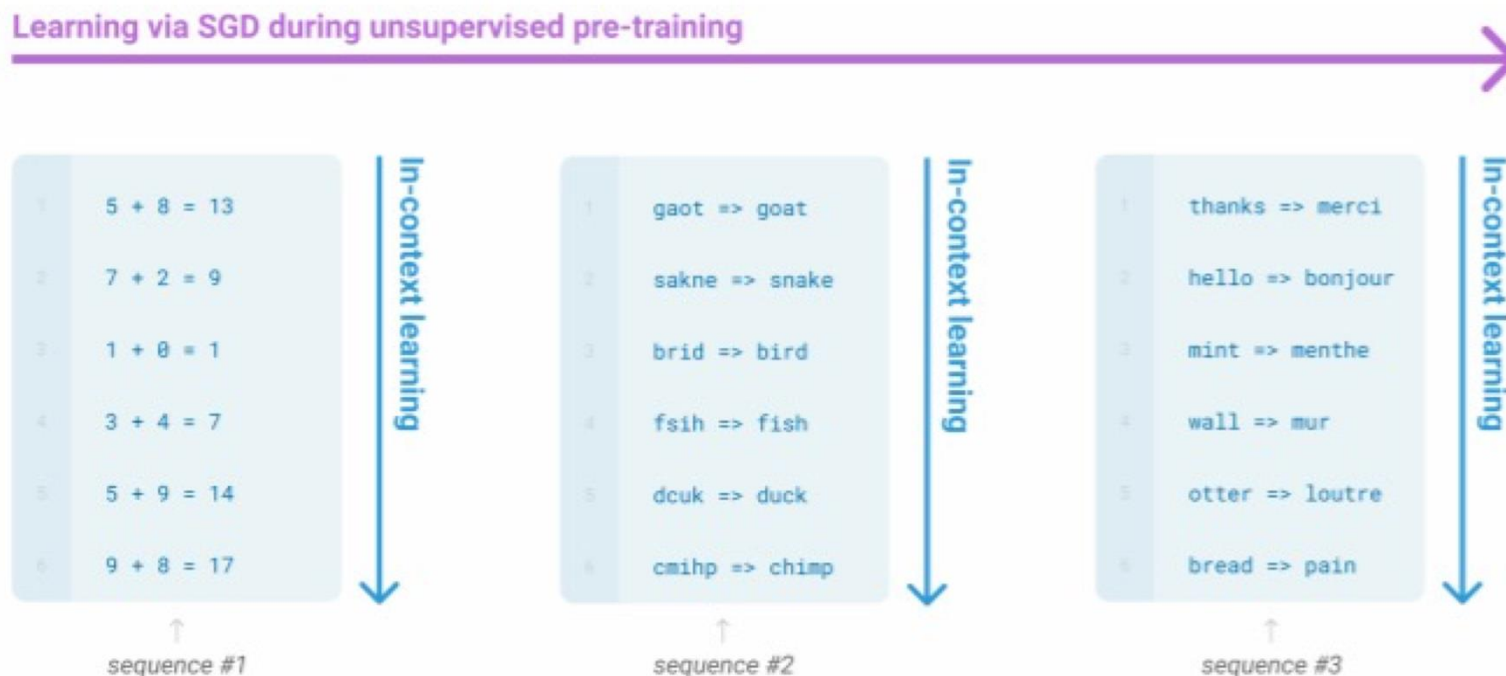 Learning via SGD during unsupervised pre-training
1 5 + 8 = 13
2 7 + 2 = 9
3 1 + 0 = 1
4 3 + 4 = 7
5 5 + 9 = 14
6 9 + 8 = 17
In-context learning
sequence #1
1 gaot => goat
2 sakne => snake
3 brid => bird
4 fsih => fish
5 dcuk => duck
6 cmihp => chimp
In-context learning
sequence #2
1 thanks => merci
2 hello => bonjour
3 mint => menthe
4 wall => mur
5 otter => loutre
6 bread => pain
In-context learning
sequence #3